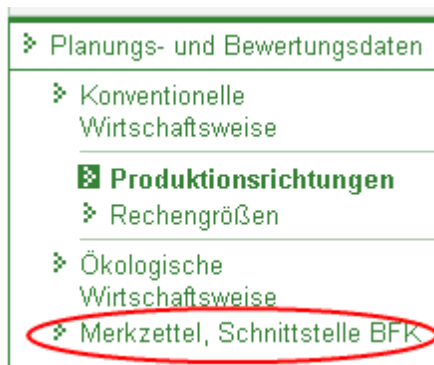 Planungs- und Bewertungsdaten
Konventionelle
Wirtschaftsweise
Produktionsrichtungen
Rechengrößen
Ökologische
Wirtschaftsweise
Merkzettel, Schnittstelle BFK